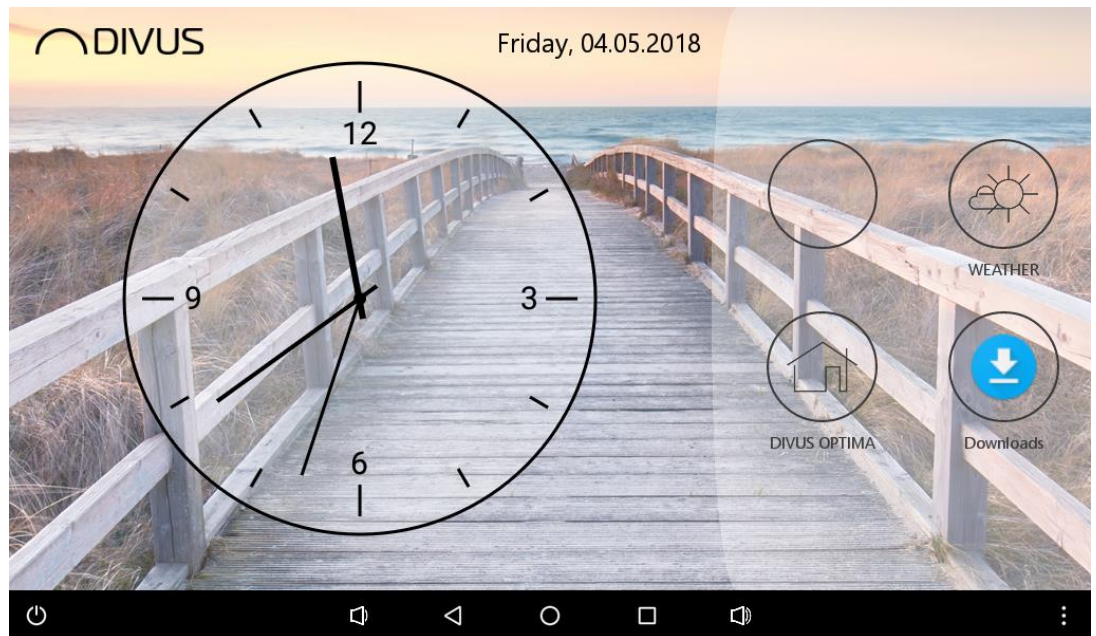 DIVUS
Friday, 04.05.2018
12
9
3
6
WEATHER
DIVUS OPTIMA
Downloads